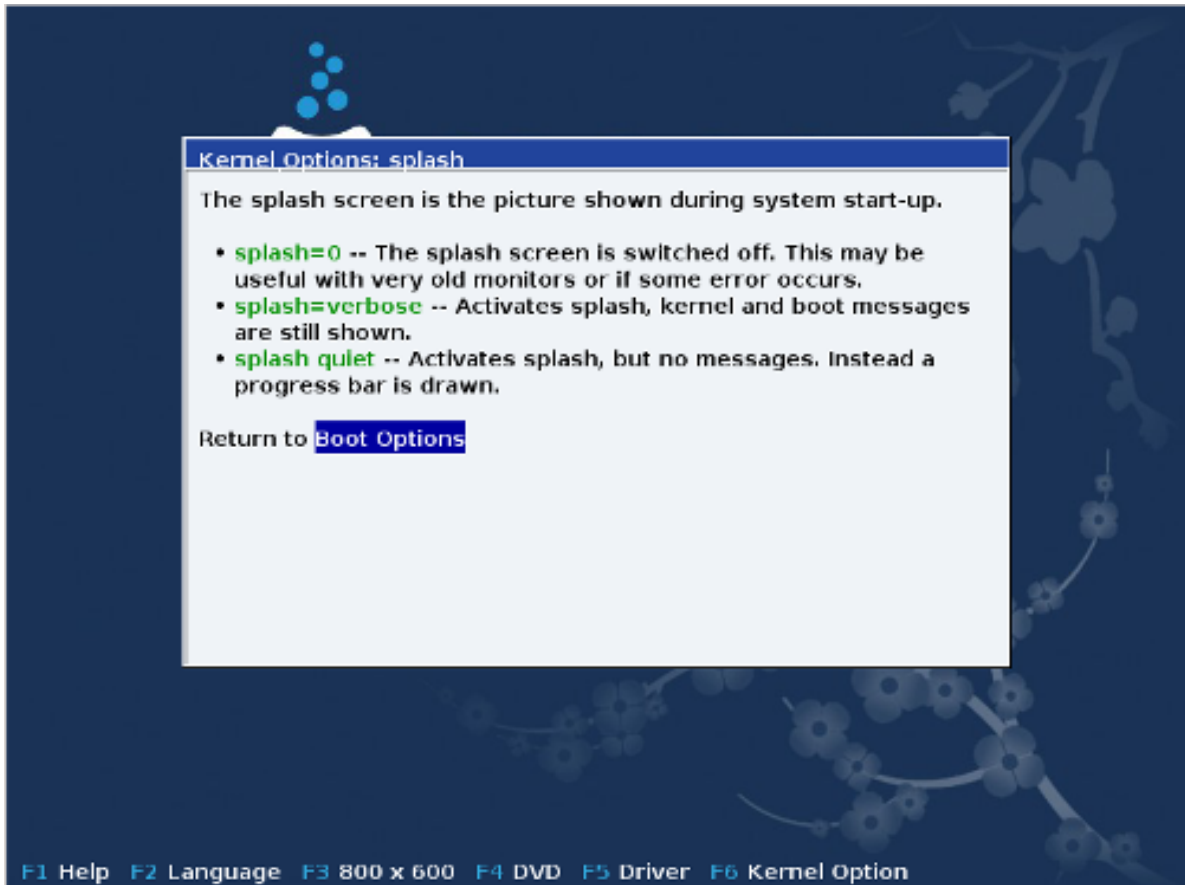 Kernel Options: splash
The splash screen is the picture shown during system start-up.
• splash=0 -- The splash screen is switched off. This may be
useful with very old monitors or if some error occurs.
• splash=verbose -- Activates splash, kernel and boot messages
are still shown.
• splash quiet -- Activates splash, but no messages. Instead a
progress bar is drawn.
Return to Boot Options
F1 Help F2 Language F3 800 x 600 F4 DVD F5 Driver F6 Kernel Option